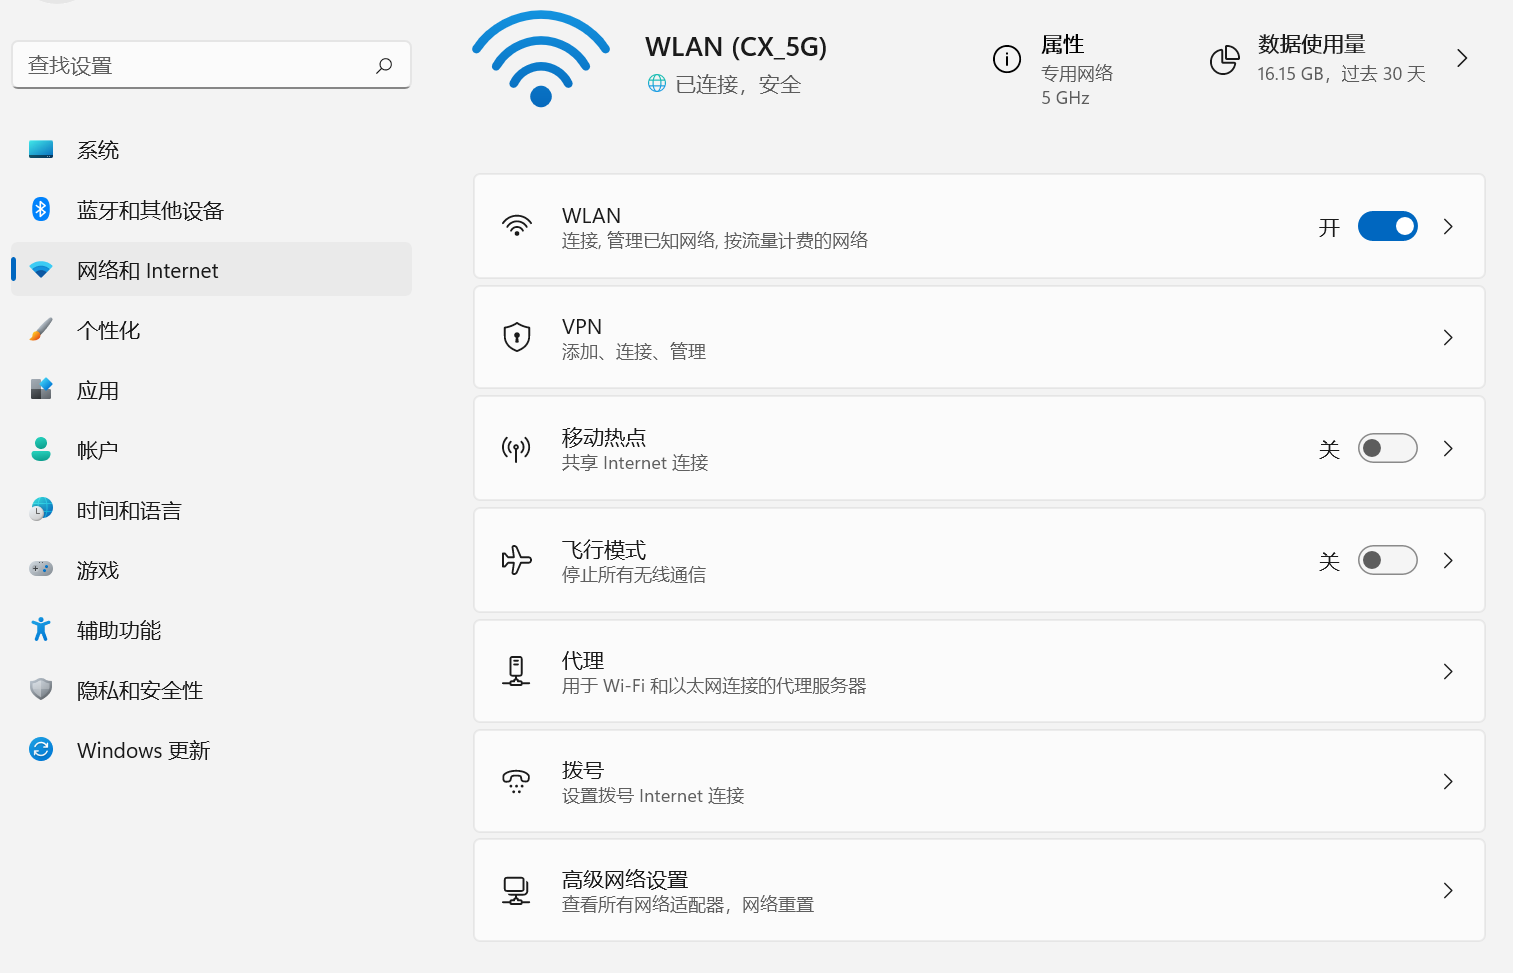 查找设置
系统
蓝牙和其他设备
网络和 Internet
个性化
应用
帐户
时间和语言
游戏
辅助功能
隐私和安全性
Windows 更新
WLAN (CX_5G)
已连接，安全
属性
专用网络
5 GHz
数据使用量
16.15 GB，过去 30 天
WLAN
连接, 管理已知网络, 按流量计费的网络
开
VPN
添加、连接、管理
移动热点
共享 Internet 连接
关
飞行模式
停止所有无线通信
关
代理
用于 Wi-Fi 和以太网连接的代理服务器
拨号
设置拨号 Internet 连接
高级网络设置
查看所有网络适配器，网络重置